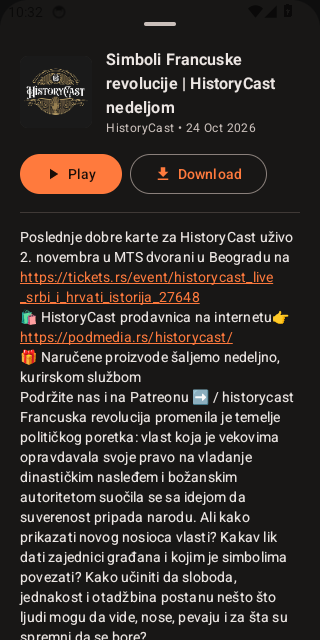 10:32
HISTORYCAST
Simboli Francuske
revolucije | HistoryCast
nedeljom
HistoryCast • 24 Oct 2026
Play
Download
Poslednje dobre karte za HistoryCast uživo
2. novembra u MTS dvorani u Beogradu na
https://tickets.rs/event/historycast_live
_srbi_i_hrvati_istorija_27648
🛍️ HistoryCast prodavnica na internetu👉
https://podmedia.rs/historycast/
🎁 Naručene proizvode šaljemo nedeljno,
kurirskom službom
Podržite nas i na Patreonu ➡️ / historycast
Francuska revolucija promenila je temelje
političkog poretka: vlast koja je vekovima
opravdavala svoje pravo na vladanje
dinastičkim nasleđem i božanskim
autoritetom suočila se sa idejom da
suverenost pripada narodu. Ali kako
prikazati novog nosioca vlasti? Kakav lik
dati zajednici građana i kojim je simbolima
povezati? Kako učiniti da sloboda,
jednakost i otadžbina postanu nešto što
ljudi mogu da vide, nose, pevaju i za šta su
spremni da se bore?